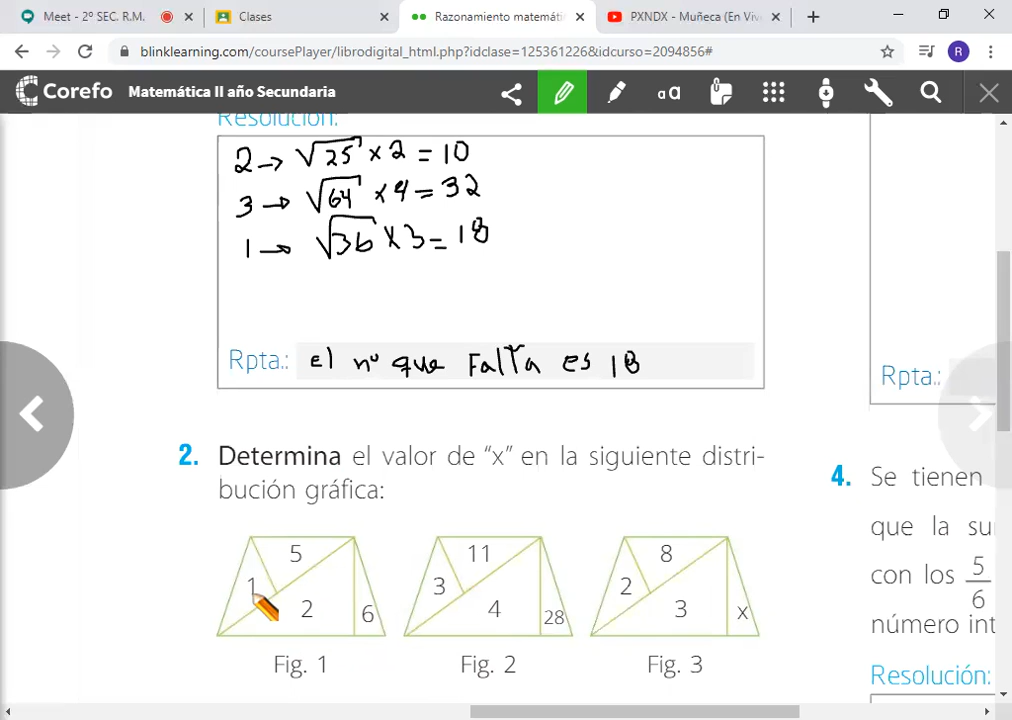 Meet - 2º SEC. R.M.
Clases
Razonamiento matemáti
PXNDX - Muñeca (En Viv
blinklearning.com/coursePlayer/librodigital_html.php?idclase=125361226&idcurso=2094856#
R
Corefo
Matemática II año Secundaria
aA
Resolución:
2 → √25 × 2 = 10
3 → √64 × 4 = 32
1 → √36 × 3 = 18
Rpta.: el nº que Falta es 18
Rpta.:
2. Determina el valor de “x” en la siguiente distri-
bución gráfica:
5
1
2
6
Fig. 1
11
3
4
28
Fig. 2
8
2
3
x
Fig. 3
4. Se tienen
que la su
con los 5/6
número int
Resolución: